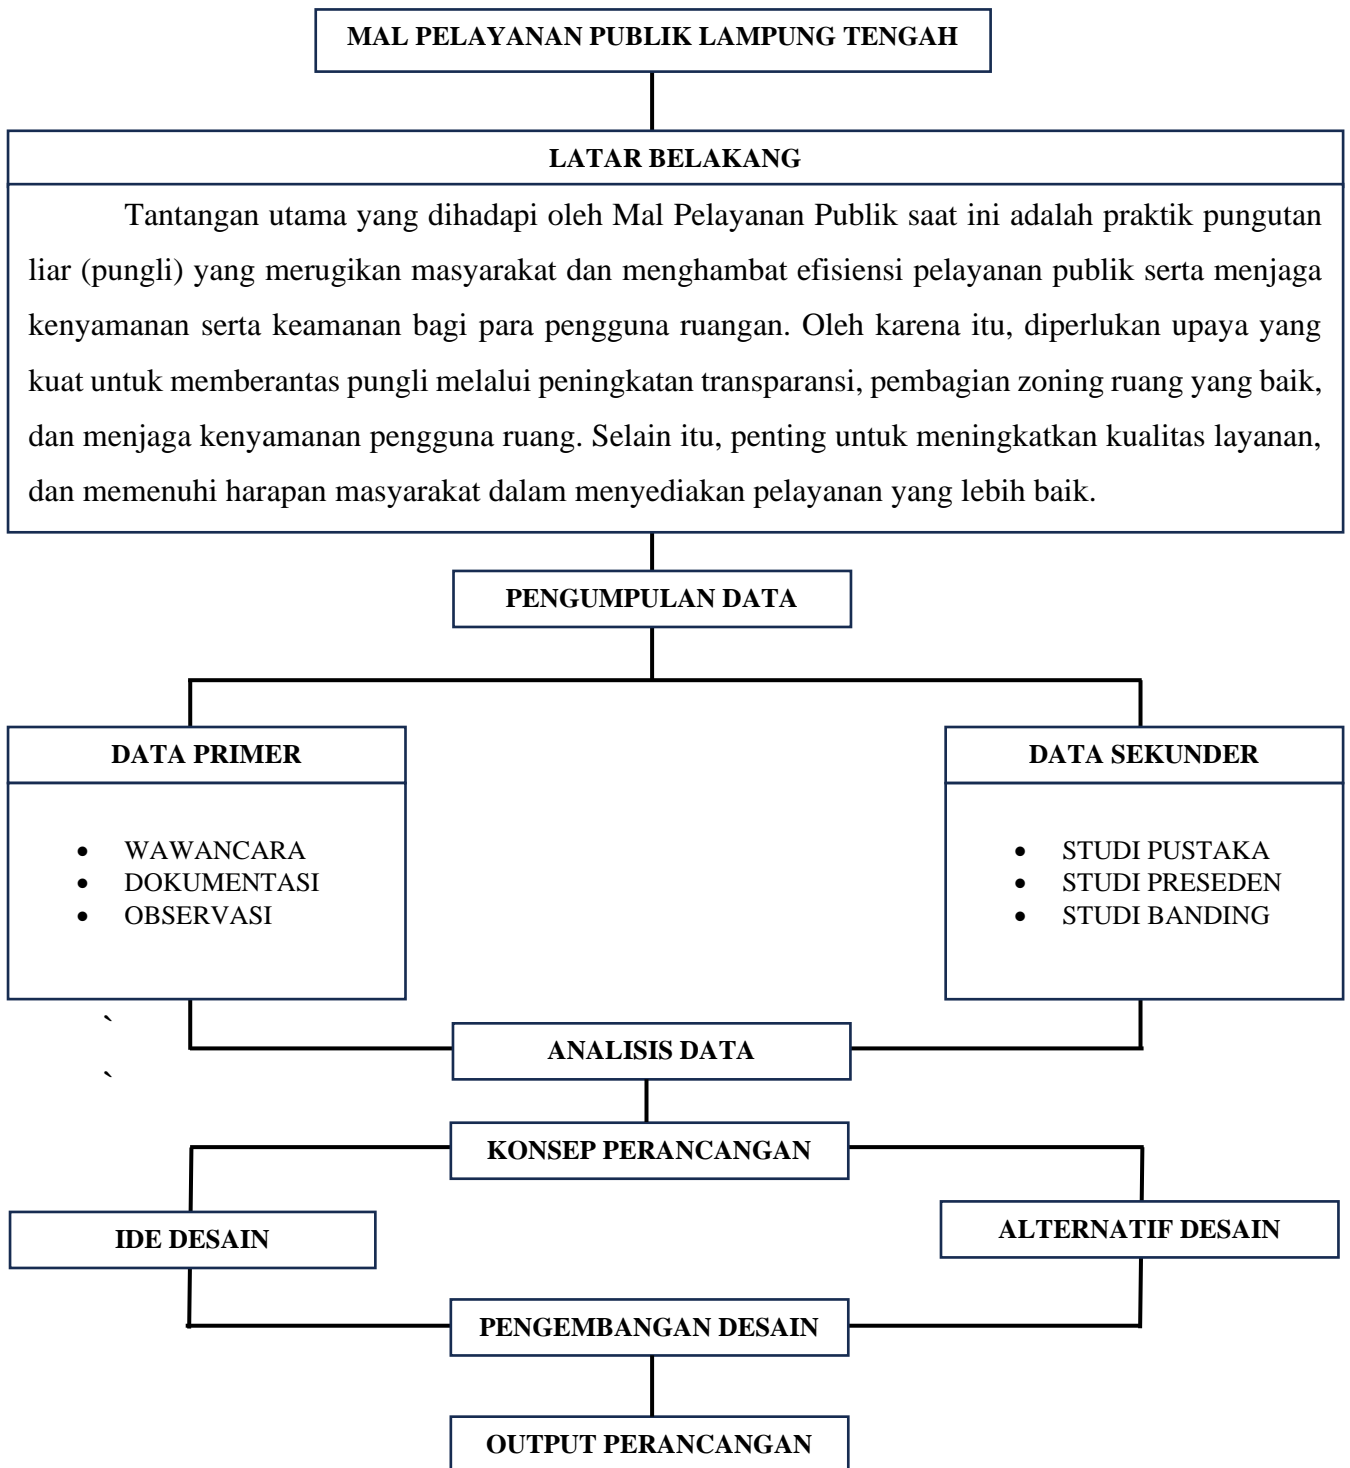 MAL PELAYANAN PUBLIK LAMPUNG TENGAH
LATAR BELAKANG
Tantangan utama yang dihadapi oleh Mal Pelayanan Publik saat ini adalah praktik pungutan
liar (pungli) yang merugikan masyarakat dan menghambat efisiensi pelayanan publik serta menjaga
kenyamanan serta keamanan bagi para pengguna ruangan. Oleh karena itu, diperlukan upaya yang
kuat untuk memberantas pungli melalui peningkatan transparansi, pembagian zoning ruang yang baik,
dan menjaga kenyamanan pengguna ruang. Selain itu, penting untuk meningkatkan kualitas layanan,
dan memenuhi harapan masyarakat dalam menyediakan pelayanan yang lebih baik.
PENGUMPULAN DATA
DATA PRIMER
• WAWANCARA
• DOKUMENTASI
• OBSERVASI
DATA SEKUNDER
• STUDI PUSTAKA
• STUDI PRESEDEN
• STUDI BANDING
`
`
ANALISIS DATA
KONSEP PERANCANGAN
IDE DESAIN
ALTERNATIF DESAIN
PENGEMBANGAN DESAIN
OUTPUT PERANCANGAN